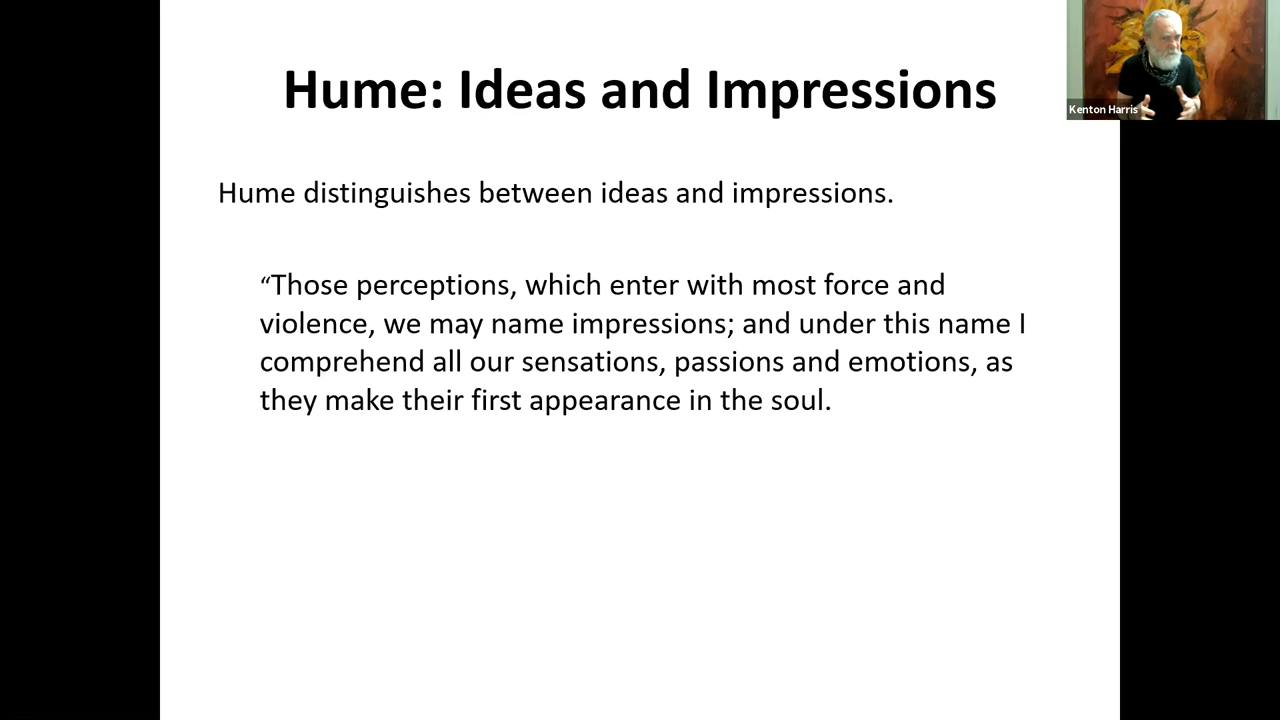 Hume: Ideas and Impressions
Kenton Harris
Hume distinguishes between ideas and impressions.
“Those perceptions, which enter with most force and
violence, we may name impressions; and under this name I
comprehend all our sensations, passions and emotions, as
they make their first appearance in the soul.